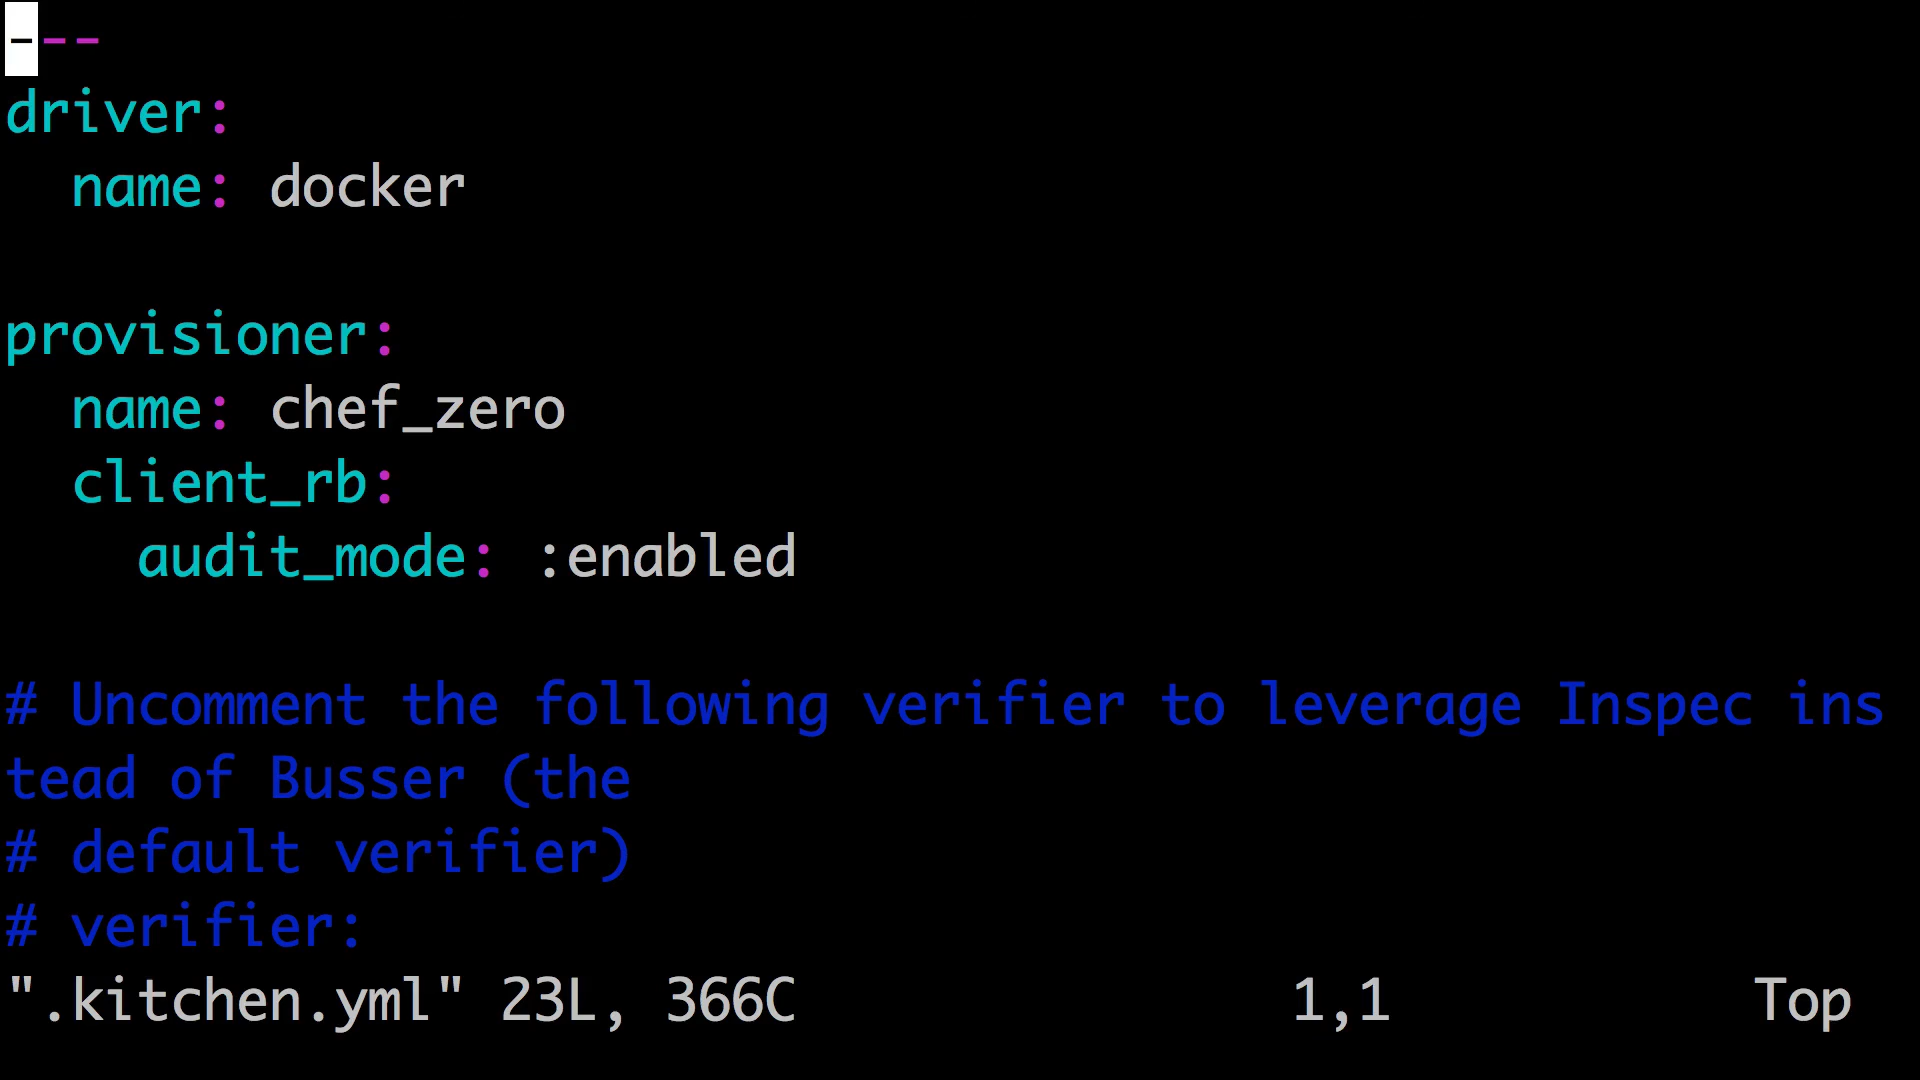 ---
driver:
  name: docker

provisioner:
  name: chef_zero
  client_rb:
    audit_mode: :enabled

# Uncomment the following verifier to leverage Inspec ins
tead of Busser (the
# default verifier)
# verifier:
".kitchen.yml" 23L, 366C 1,1 Top